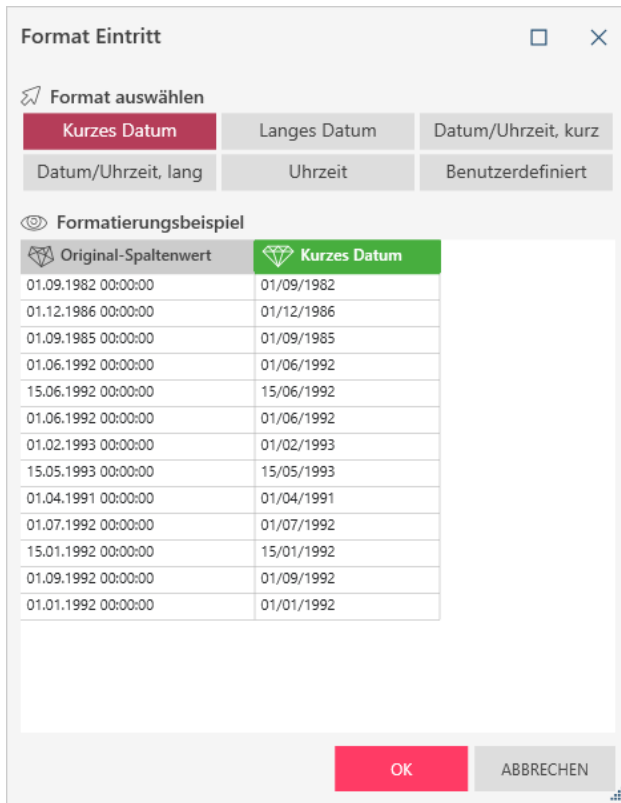 Format Eintritt
Format auswählen
Kurzes Datum Langes Datum Datum/Uhrzeit, kurz
Datum/Uhrzeit, lang Uhrzeit Benutzerdefiniert
Formatierungsbeispiel
Original-Spaltenwert Kurzes Datum
01.09.1982 00:00:00 01/09/1982
01.12.1986 00:00:00 01/12/1986
01.09.1985 00:00:00 01/09/1985
01.06.1992 00:00:00 01/06/1992
15.06.1992 00:00:00 15/06/1992
01.06.1992 00:00:00 01/06/1992
01.02.1993 00:00:00 01/02/1993
15.05.1993 00:00:00 15/05/1993
01.04.1991 00:00:00 01/04/1991
01.07.1992 00:00:00 01/07/1992
15.01.1992 00:00:00 15/01/1992
01.09.1992 00:00:00 01/09/1992
01.01.1992 00:00:00 01/01/1992
OK ABBRECHEN